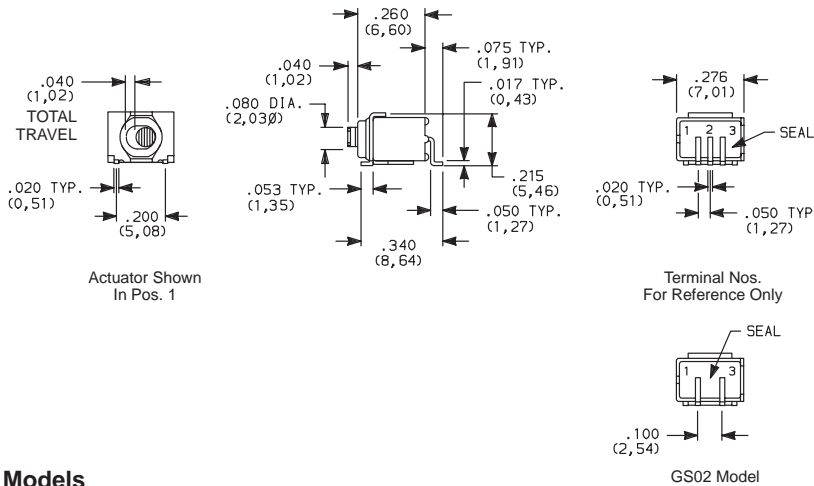 .040
(1,02)
TOTAL
TRAVEL
.020 TYP.
(0,51)
.200
(5,08)
Actuator Shown
In Pos. 1
.260
(6,60)
.075 TYP.
(1,91)
.040
(1,02)
.017 TYP.
(0,43)
.080 DIA.
(2,03Ø)
.053 TYP.
(1,35)
.215
(5,46)
.050 TYP.
(1,27)
.340
(8,64)
.276
(7,01)
1 2 3
SEAL
.020 TYP.
(0,51)
.050 TYP
(1,27)
Terminal Nos.
For Reference Only
SEAL
1 3
.100
(2,54)
GS02 Model
Models